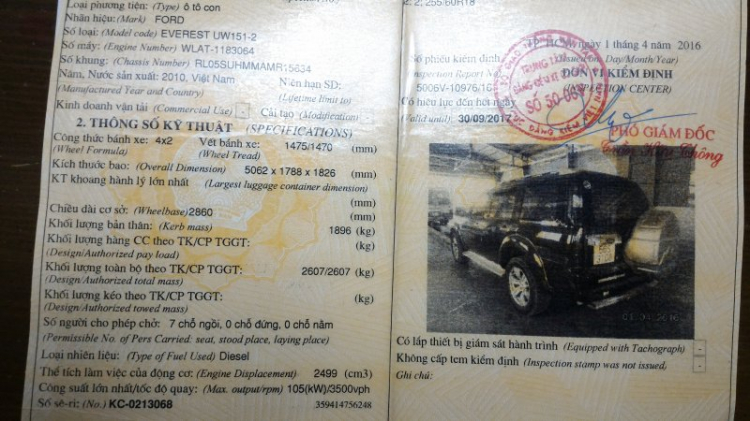 Loại phương tiện: (Type) ô tô con
Nhãn hiệu: (Mark) FORD
Số loại: (Model code) EVEREST UW151-2
Số máy: (Engine Number) WLAT-1183064
Số khung: (Chassis Number) RL05SUHMMAMR15634
Năm, Nước sản xuất: 2010, Việt Nam Niên hạn SD:
(Manufactured Year and Country) (Lifetime limit to)
Kinh doanh vận tải (Commercial Use) - Cải tạo (Modification) -
2. THÔNG SỐ KỸ THUẬT (SPECIFICATIONS)
Công thức bánh xe: 4x2 Vết bánh xe: 1475/1470 (mm)
(Wheel Formula) (Wheel Tread)
Kích thước bao: (Overall Dimension) 5062 x 1788 x 1826 (mm)
KT khoang hành lý lớn nhất (Largest luggage container dimension)
(mm)
Chiều dài cơ sở: (Wheelbase) 2860 (mm)
Khối lượng bản thân: (Kerb mass) 1896 (kg)
Khối lượng hàng CC theo TK/CP TGGT: (kg)
(Design/Authorized pay load)
Khối lượng toàn bộ theo TK/CP TGGT: 2607/2607 (kg)
(Design/Authorized total mass)
Khối lượng kéo theo TK/CP TGGT: (kg)
(Design/Authorized towed mass)
Số người cho phép chở: 7 chỗ ngồi, 0 chỗ đứng, 0 chỗ nằm
(Permissible No. of Pers Carried: seat, stood place, laying place)
Loại nhiên liệu: (Type of Fuel Used) Diesel
Thể tích làm việc của động cơ: (Engine Displacement) 2499 (cm3)
Công suất lớn nhất/tốc độ quay: (Max. output/rpm) 105(kW)/3500vph
Số sê-ri: (No.) KC-0213068 359414756248
2; 2; 255/60R18
ngày 1 tháng 4 năm 2016
Số phiếu kiểm định (Issued on: Day/Month/Year)
(Inspection Report No) ĐƠN VỊ KIỂM ĐỊNH
5006V-10976/16 (INSPECTION CENTER)
Có hiệu lực đến hết ngày
(Valid until) 30/09/2017
PHÓ GIÁM ĐỐC
01/04/2016
Có lắp thiết bị giám sát hành trình (Equipped with Tachograph) -
Không cấp tem kiểm định (Inspection stamp was not issued) -
Ghi chú: